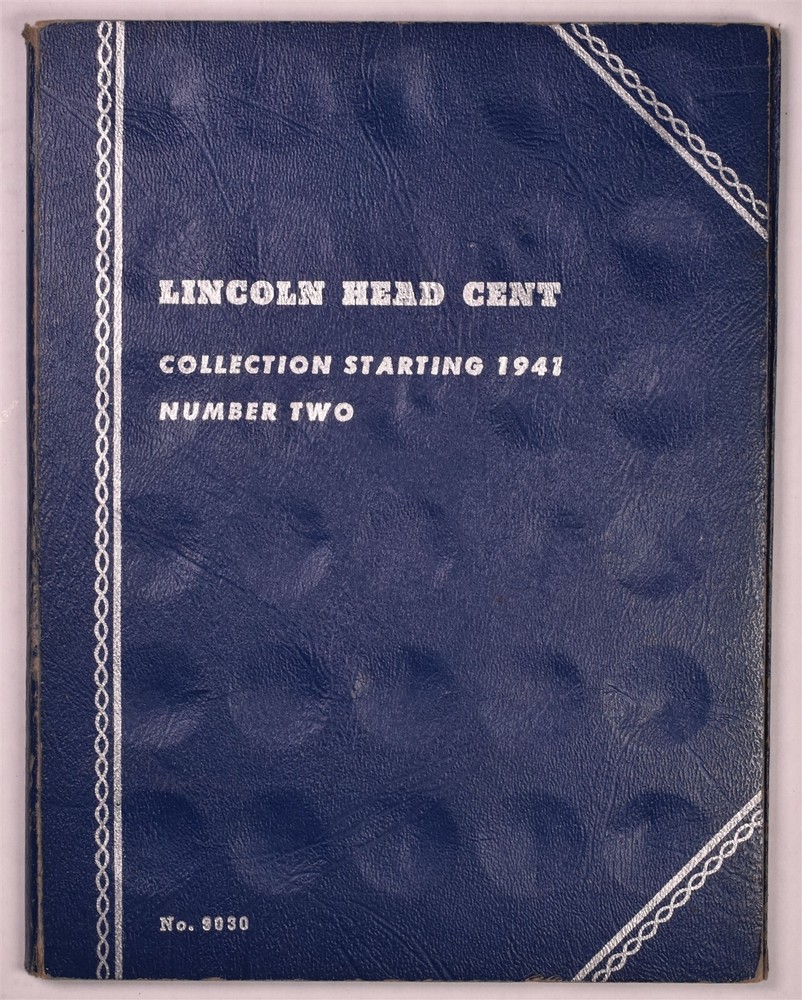 LINCOLN HEAD CENT
COLLECTION STARTING 1941
NUMBER TWO
No. 9030